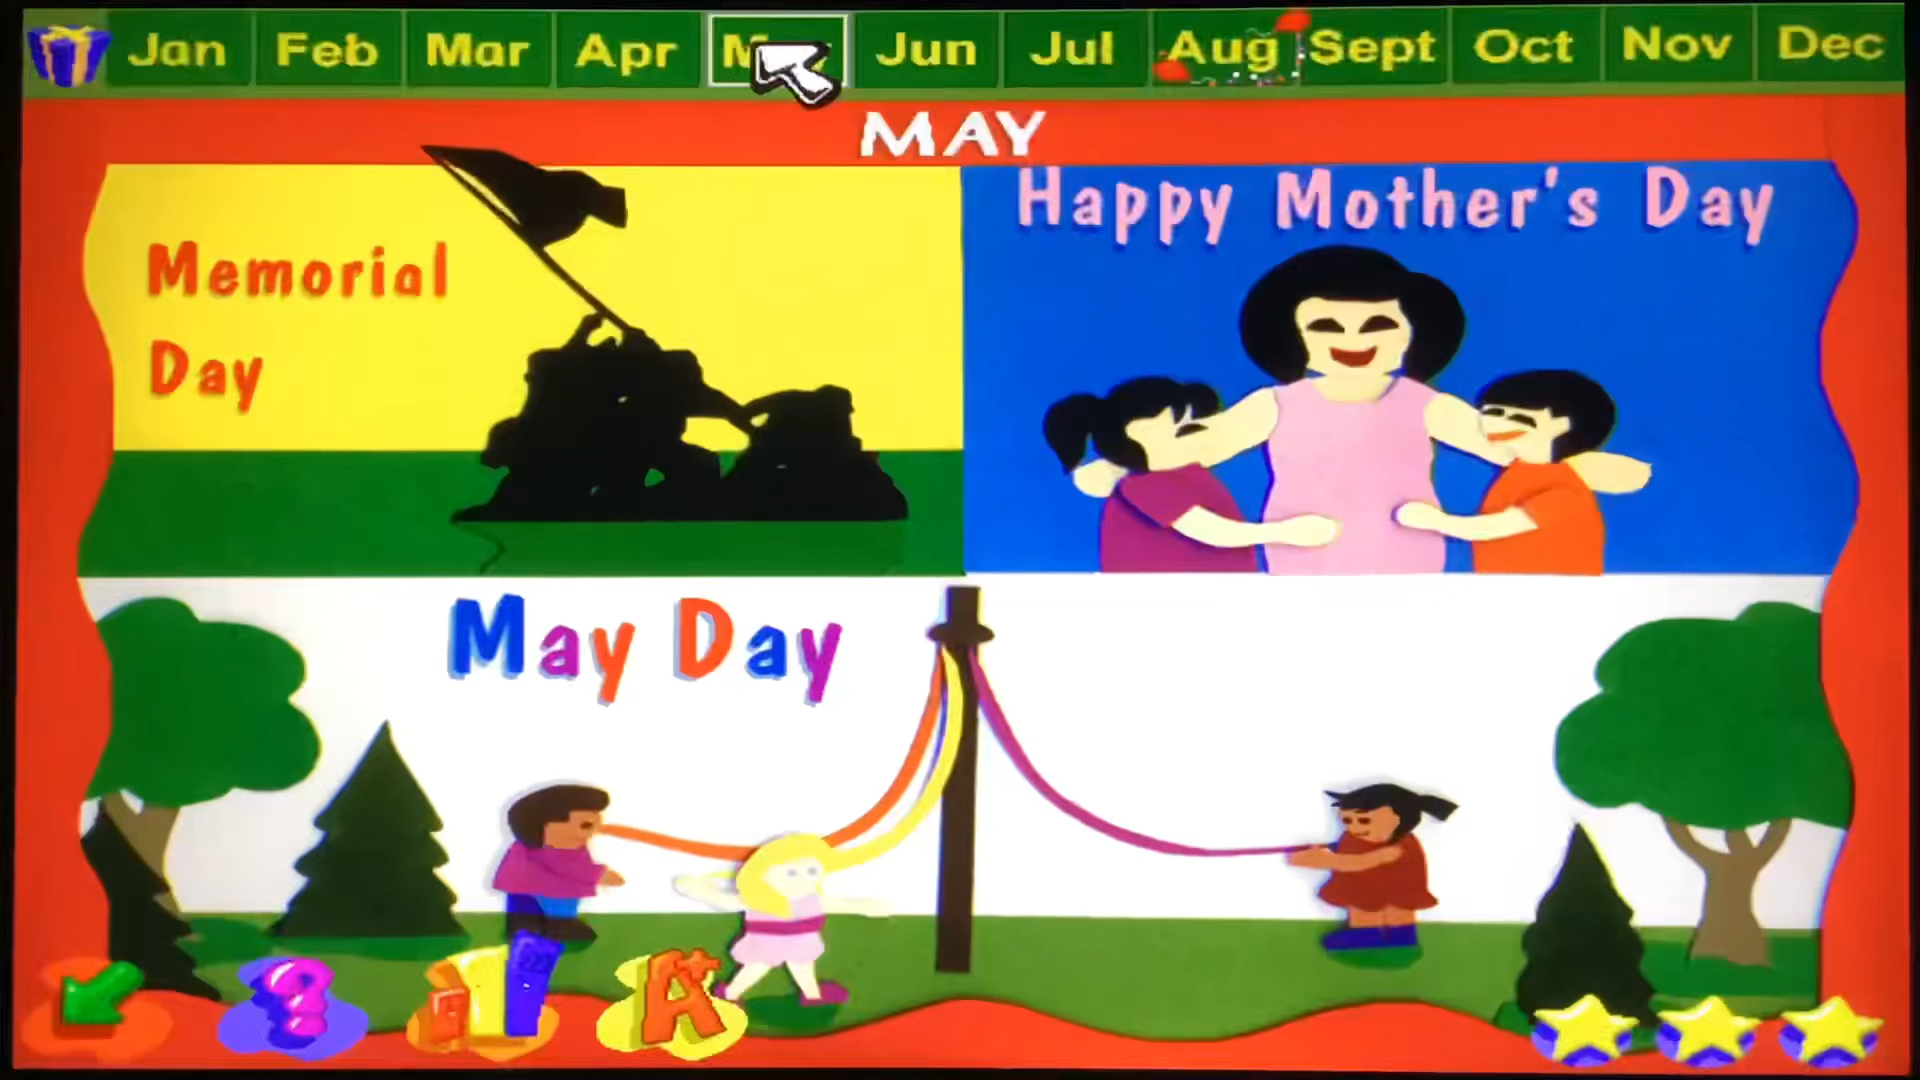 Jan Feb Mar Apr M Jun Jul Aug Sept Oct Nov Dec
MAY
Memorial
Day
Happy Mother's Day
May Day
A+